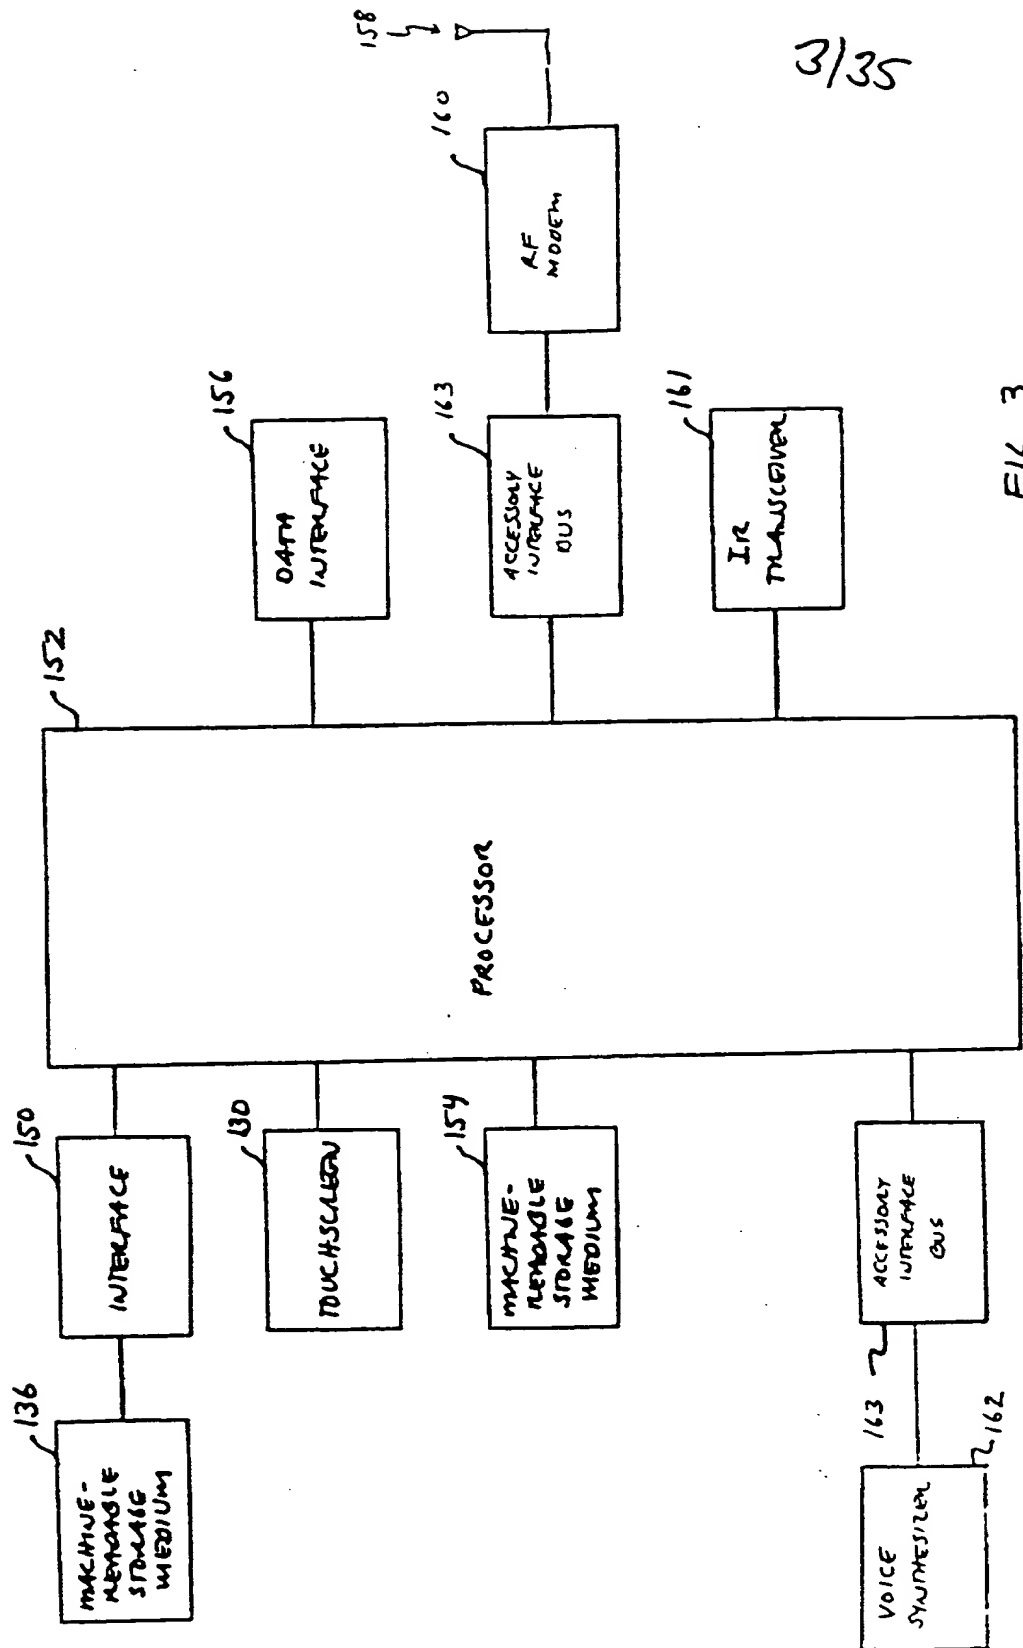 3/35
158
160
RF
MODEM
156
DATA
INTERFACE
163
ACCESSORY
INTERFACE
BUS
161
IR
TRANSCEIVER
152
PROCESSOR
150
INTERFACE
130
TOUCHSCREEN
154
MACHINE-
READABLE
STORAGE
MEDIUM
163
ACCESSORY
INTERFACE
BUS
136
MACHINE-
READABLE
STORAGE
MEDIUM
162
VOICE
SYNTHESIZER
FIG. 3